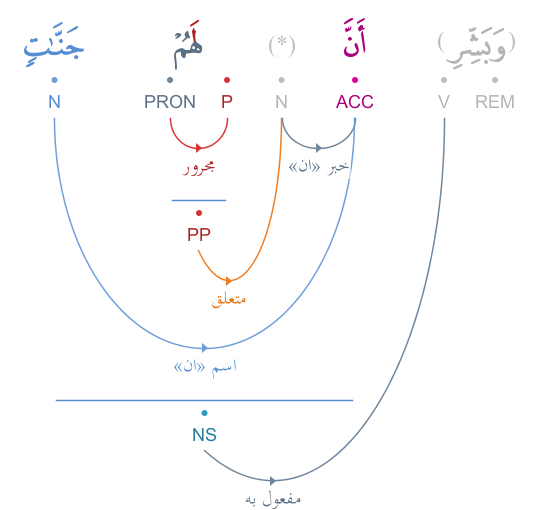 (وَبَشِّرِ) أَنَّ (*) لَهُمْ جَنَّٰتٍ
REM V ACC N P PRON N
خبر «ان» مجرور
PP
متعلق
اسم «ان»
NS
مفعول به